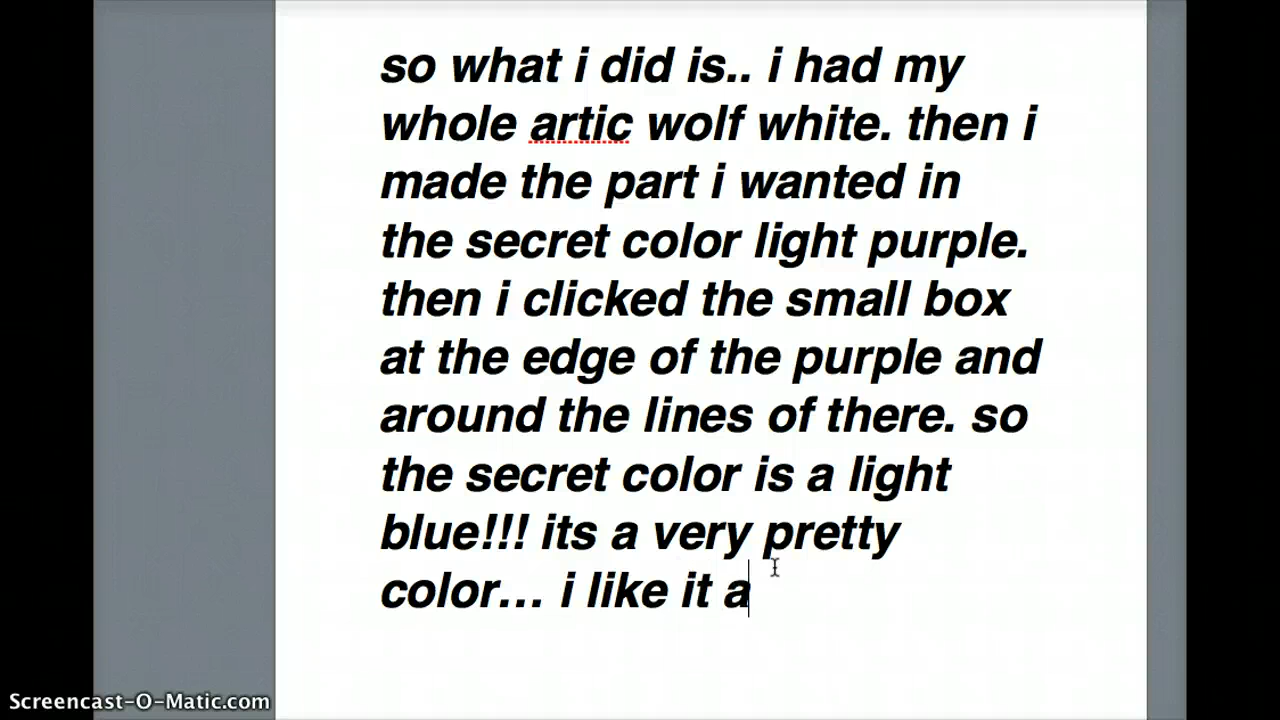 so what i did is.. i had my
whole artic wolf white. then i
made the part i wanted in
the secret color light purple.
then i clicked the small box
at the edge of the purple and
around the lines of there. so
the secret color is a light
blue!!! its a very pretty
color... i like it a
Screencast-O-Matic.com